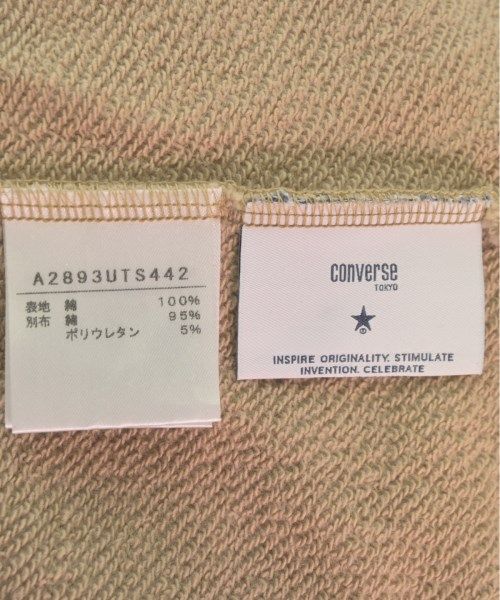 A2893UTS442
表地 綿 100%
別布 綿 95%
ポリウレタン 5%
converse
TOKYO
®
INSPIRE ORIGINALITY. STIMULATE
INVENTION. CELEBRATE